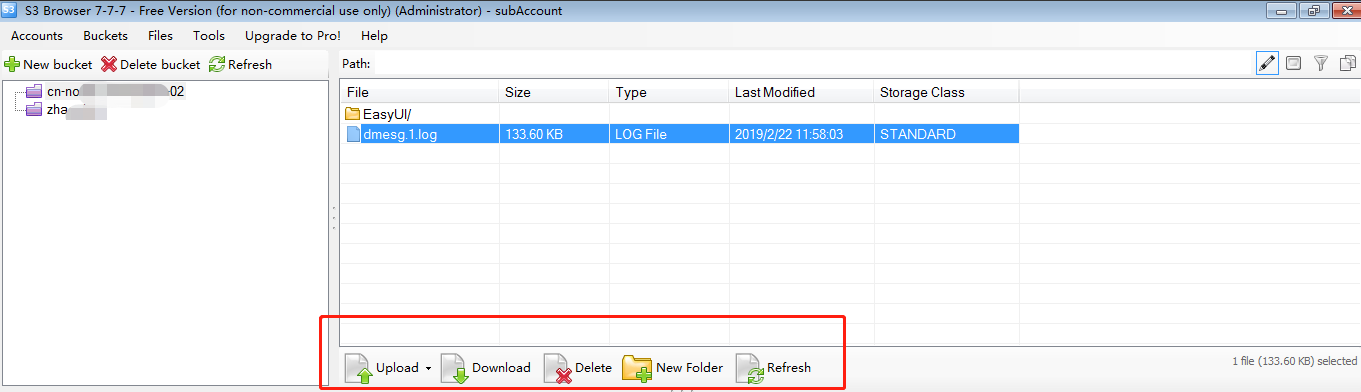 S3 S3 Browser 7-7-7 - Free Version (for non-commercial use only) (Administrator) - subAccount
Accounts Buckets Files Tools Upgrade to Pro! Help
New bucket Delete bucket Refresh
Path:
cn-no 02
zha
File Size Type Last Modified Storage Class
EasyUI/
dmesg.1.log 133.60 KB LOG File 2019/2/22 11:58:03 STANDARD
Upload Download Delete New Folder Refresh
1 file (133.60 KB) selected